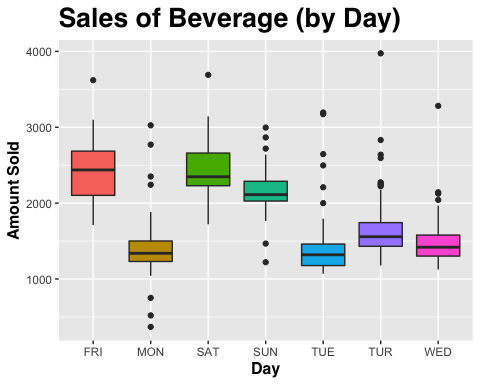 Sales of Beverage (by Day)
Amount Sold
4000
3000
2000
1000
FRI MON SAT SUN TUE TUR WED
Day